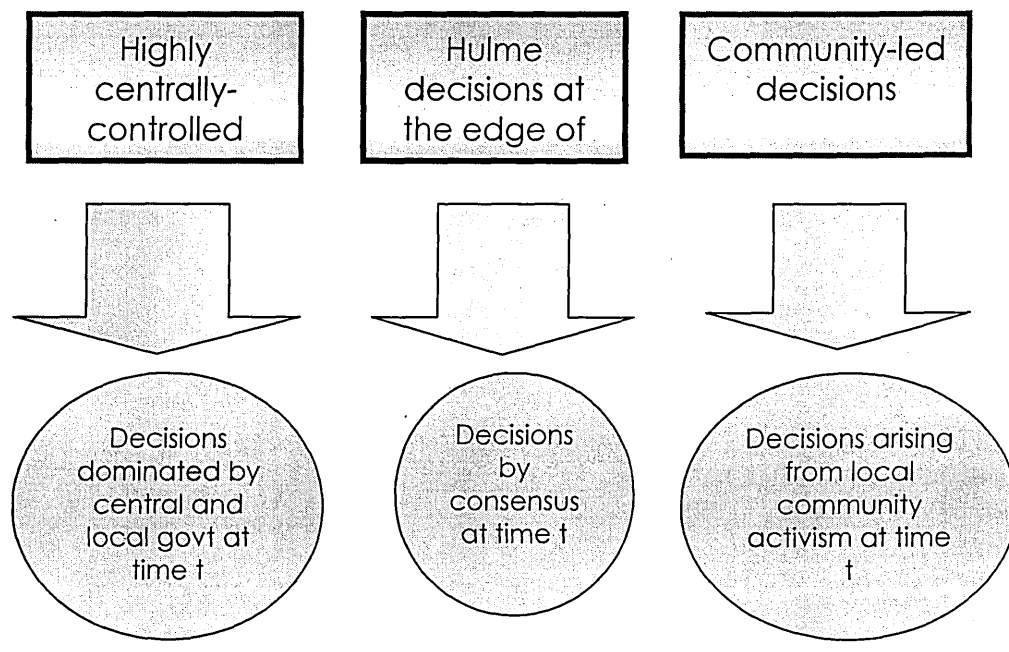 Highly
centrally-
controlled
Hulme
decisions at
the edge of
Community-led
decisions
Decisions
dominated by
central and
local govt at
time t
Decisions
by
consensus
at time t
Decisions arising
from local
community
activism at time
t